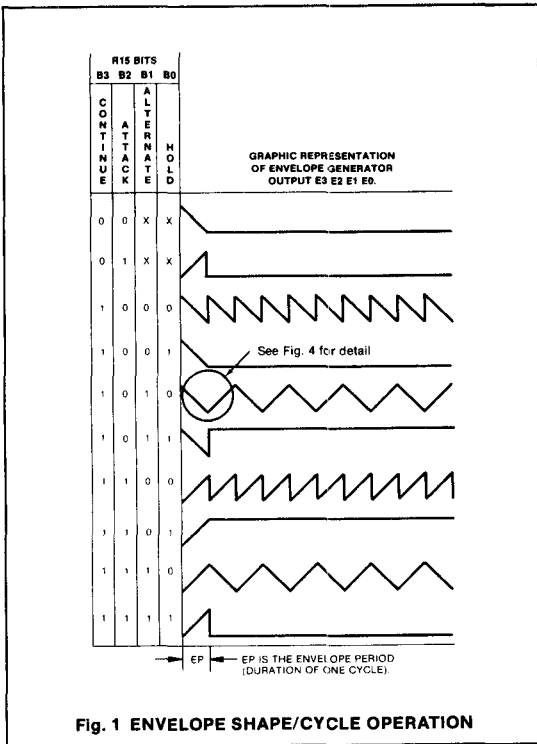 R15 BITS
B3 B2 B1 B0
CONTINUE
ATTACK
ALTERNATE
HOLD
GRAPHIC REPRESENTATION
OF ENVELOPE GENERATOR
OUTPUT E3 E2 E1 E0.
0 0 X X
0 1 X X
1 0 0 0
1 0 0 1
See Fig. 4 for detail
1 0 1 0
1 0 1 1
1 1 0 0
1 1 0 1
1 1 1 0
1 1 1 1
EP EP IS THE ENVELOPE PERIOD
(DURATION OF ONE CYCLE).
Fig. 1 ENVELOPE SHAPE/CYCLE OPERATION